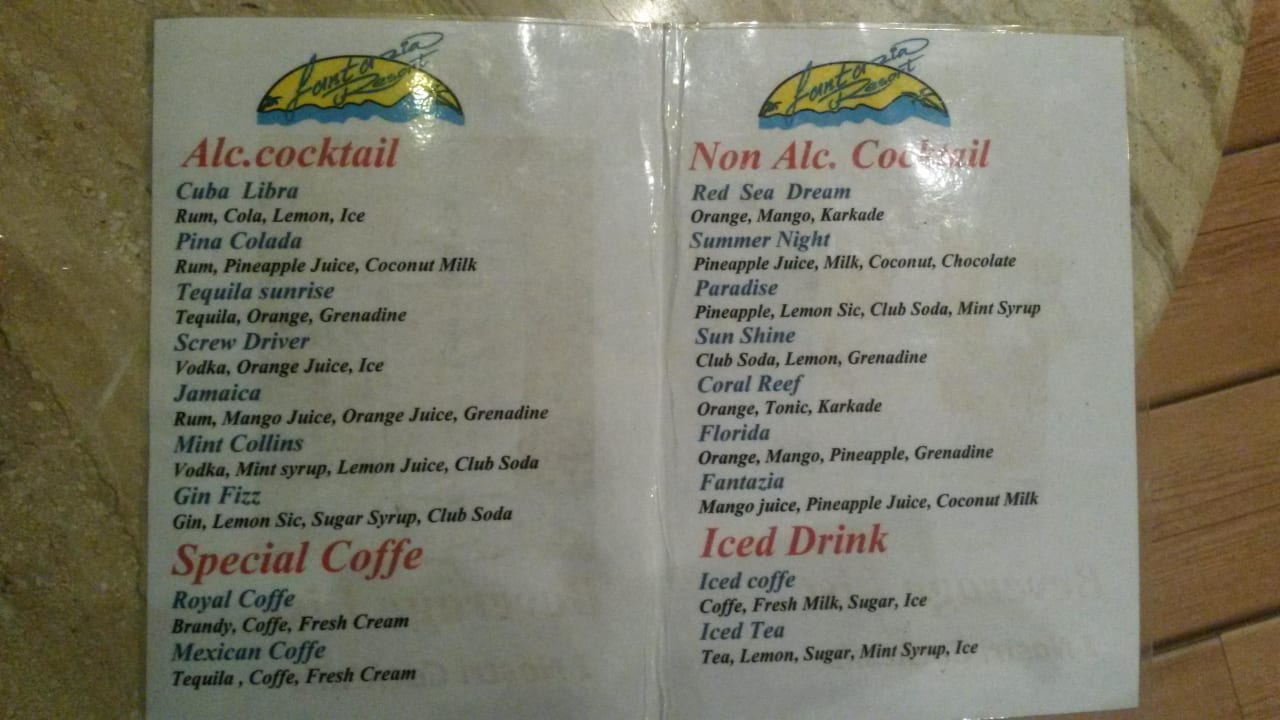 Fantazia
Resort
Alc.cocktail
Cuba Libra
Rum, Cola, Lemon, Ice
Pina Colada
Rum, Pineapple Juice, Coconut Milk
Tequila sunrise
Tequila, Orange, Grenadine
Screw Driver
Vodka, Orange Juice, Ice
Jamaica
Rum, Mango Juice, Orange Juice, Grenadine
Mint Collins
Vodka, Mint syrup, Lemon Juice, Club Soda
Gin Fizz
Gin, Lemon Sic, Sugar Syrup, Club Soda
Special Coffe
Royal Coffe
Brandy, Coffe, Fresh Cream
Mexican Coffe
Tequila , Coffe, Fresh Cream
Fantazia
Resort
Non Alc. Cocktail
Red Sea Dream
Orange, Mango, Karkade
Summer Night
Pineapple Juice, Milk, Coconut, Chocolate
Paradise
Pineapple, Lemon Sic, Club Soda, Mint Syrup
Sun Shine
Club Soda, Lemon, Grenadine
Coral Reef
Orange, Tonic, Karkade
Florida
Orange, Mango, Pineapple, Grenadine
Fantazia
Mango juice, Pineapple Juice, Coconut Milk
Iced Drink
Iced coffe
Coffe, Fresh Milk, Sugar, Ice
Iced Tea
Tea, Lemon, Sugar, Mint Syrup, Ice